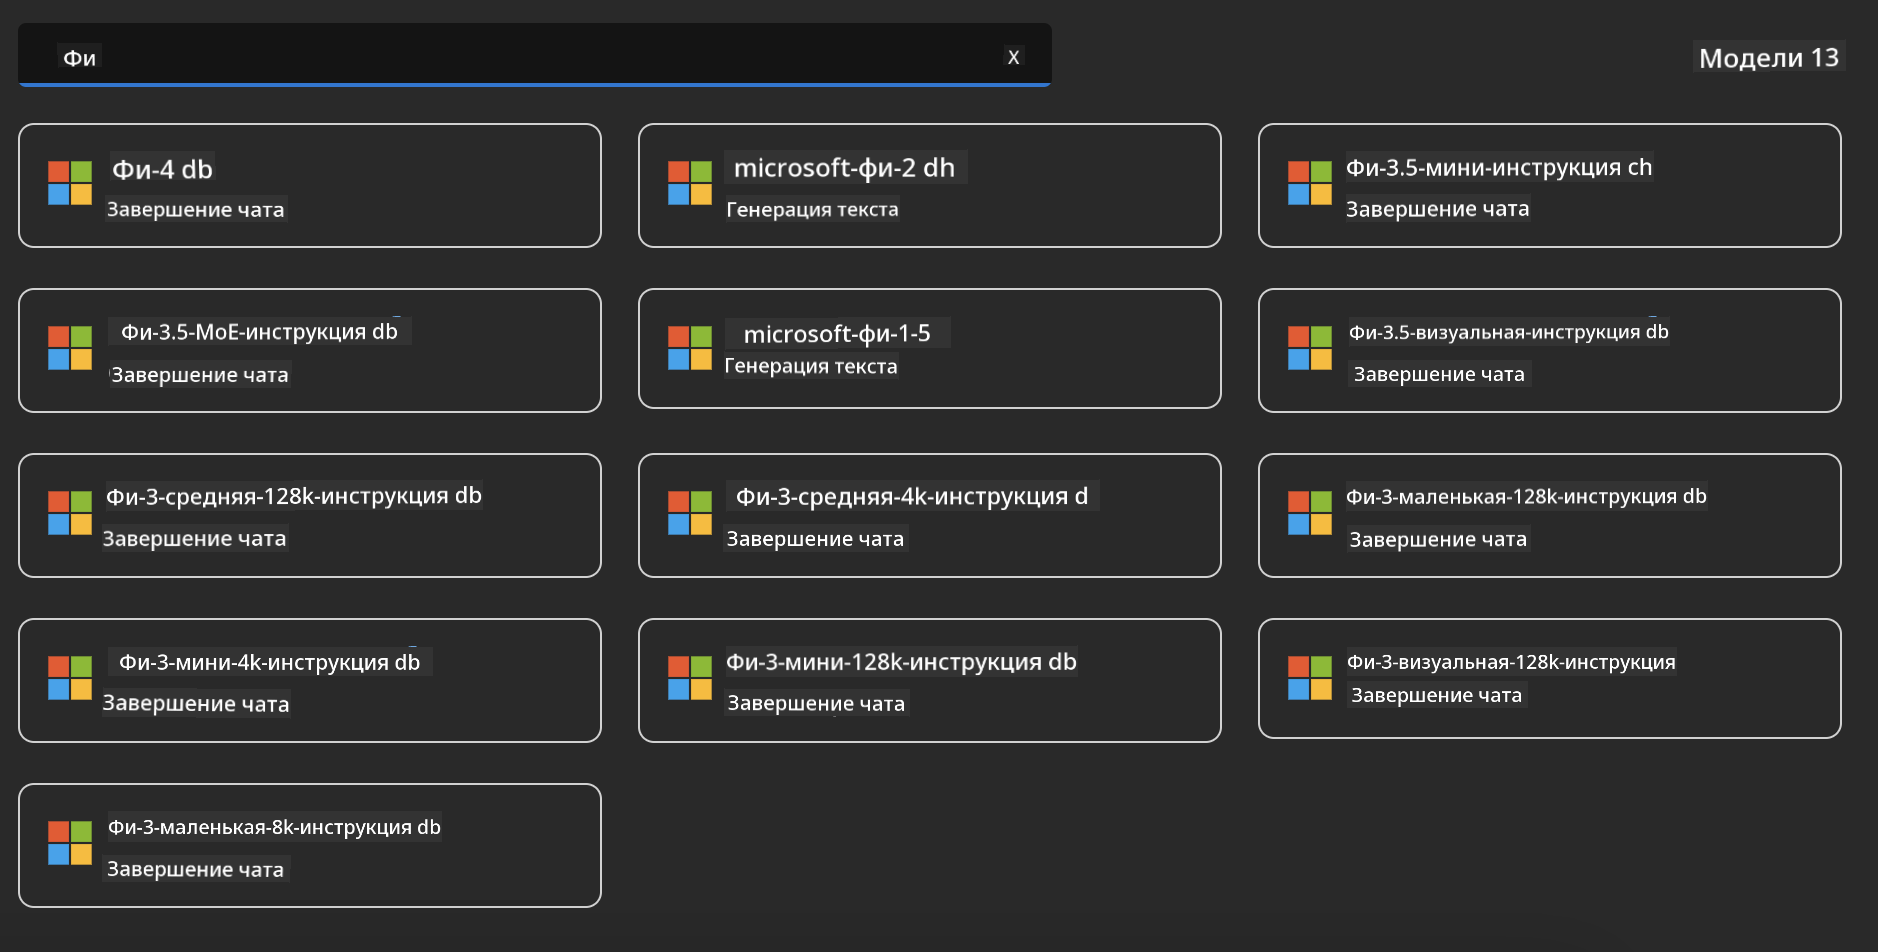 Фи
X
Модели 13
Фи-4 db
Завершение чата
microsoft-фи-2 dh
Генерация текста
Фи-3.5-мини-инструкция ch
Завершение чата
Фи-3.5-MoE-инструкция db
Завершение чата
microsoft-фи-1-5
Генерация текста
Фи-3.5-визуальная-инструкция db
Завершение чата
Фи-3-средняя-128k-инструкция db
Завершение чата
Фи-3-средняя-4k-инструкция d
Завершение чата
Фи-3-маленькая-128k-инструкция db
Завершение чата
Фи-3-мини-4k-инструкция db
Завершение чата
Фи-3-мини-128k-инструкция db
Завершение чата
Фи-3-визуальная-128k-инструкция
Завершение чата
Фи-3-маленькая-8k-инструкция db
Завершение чата